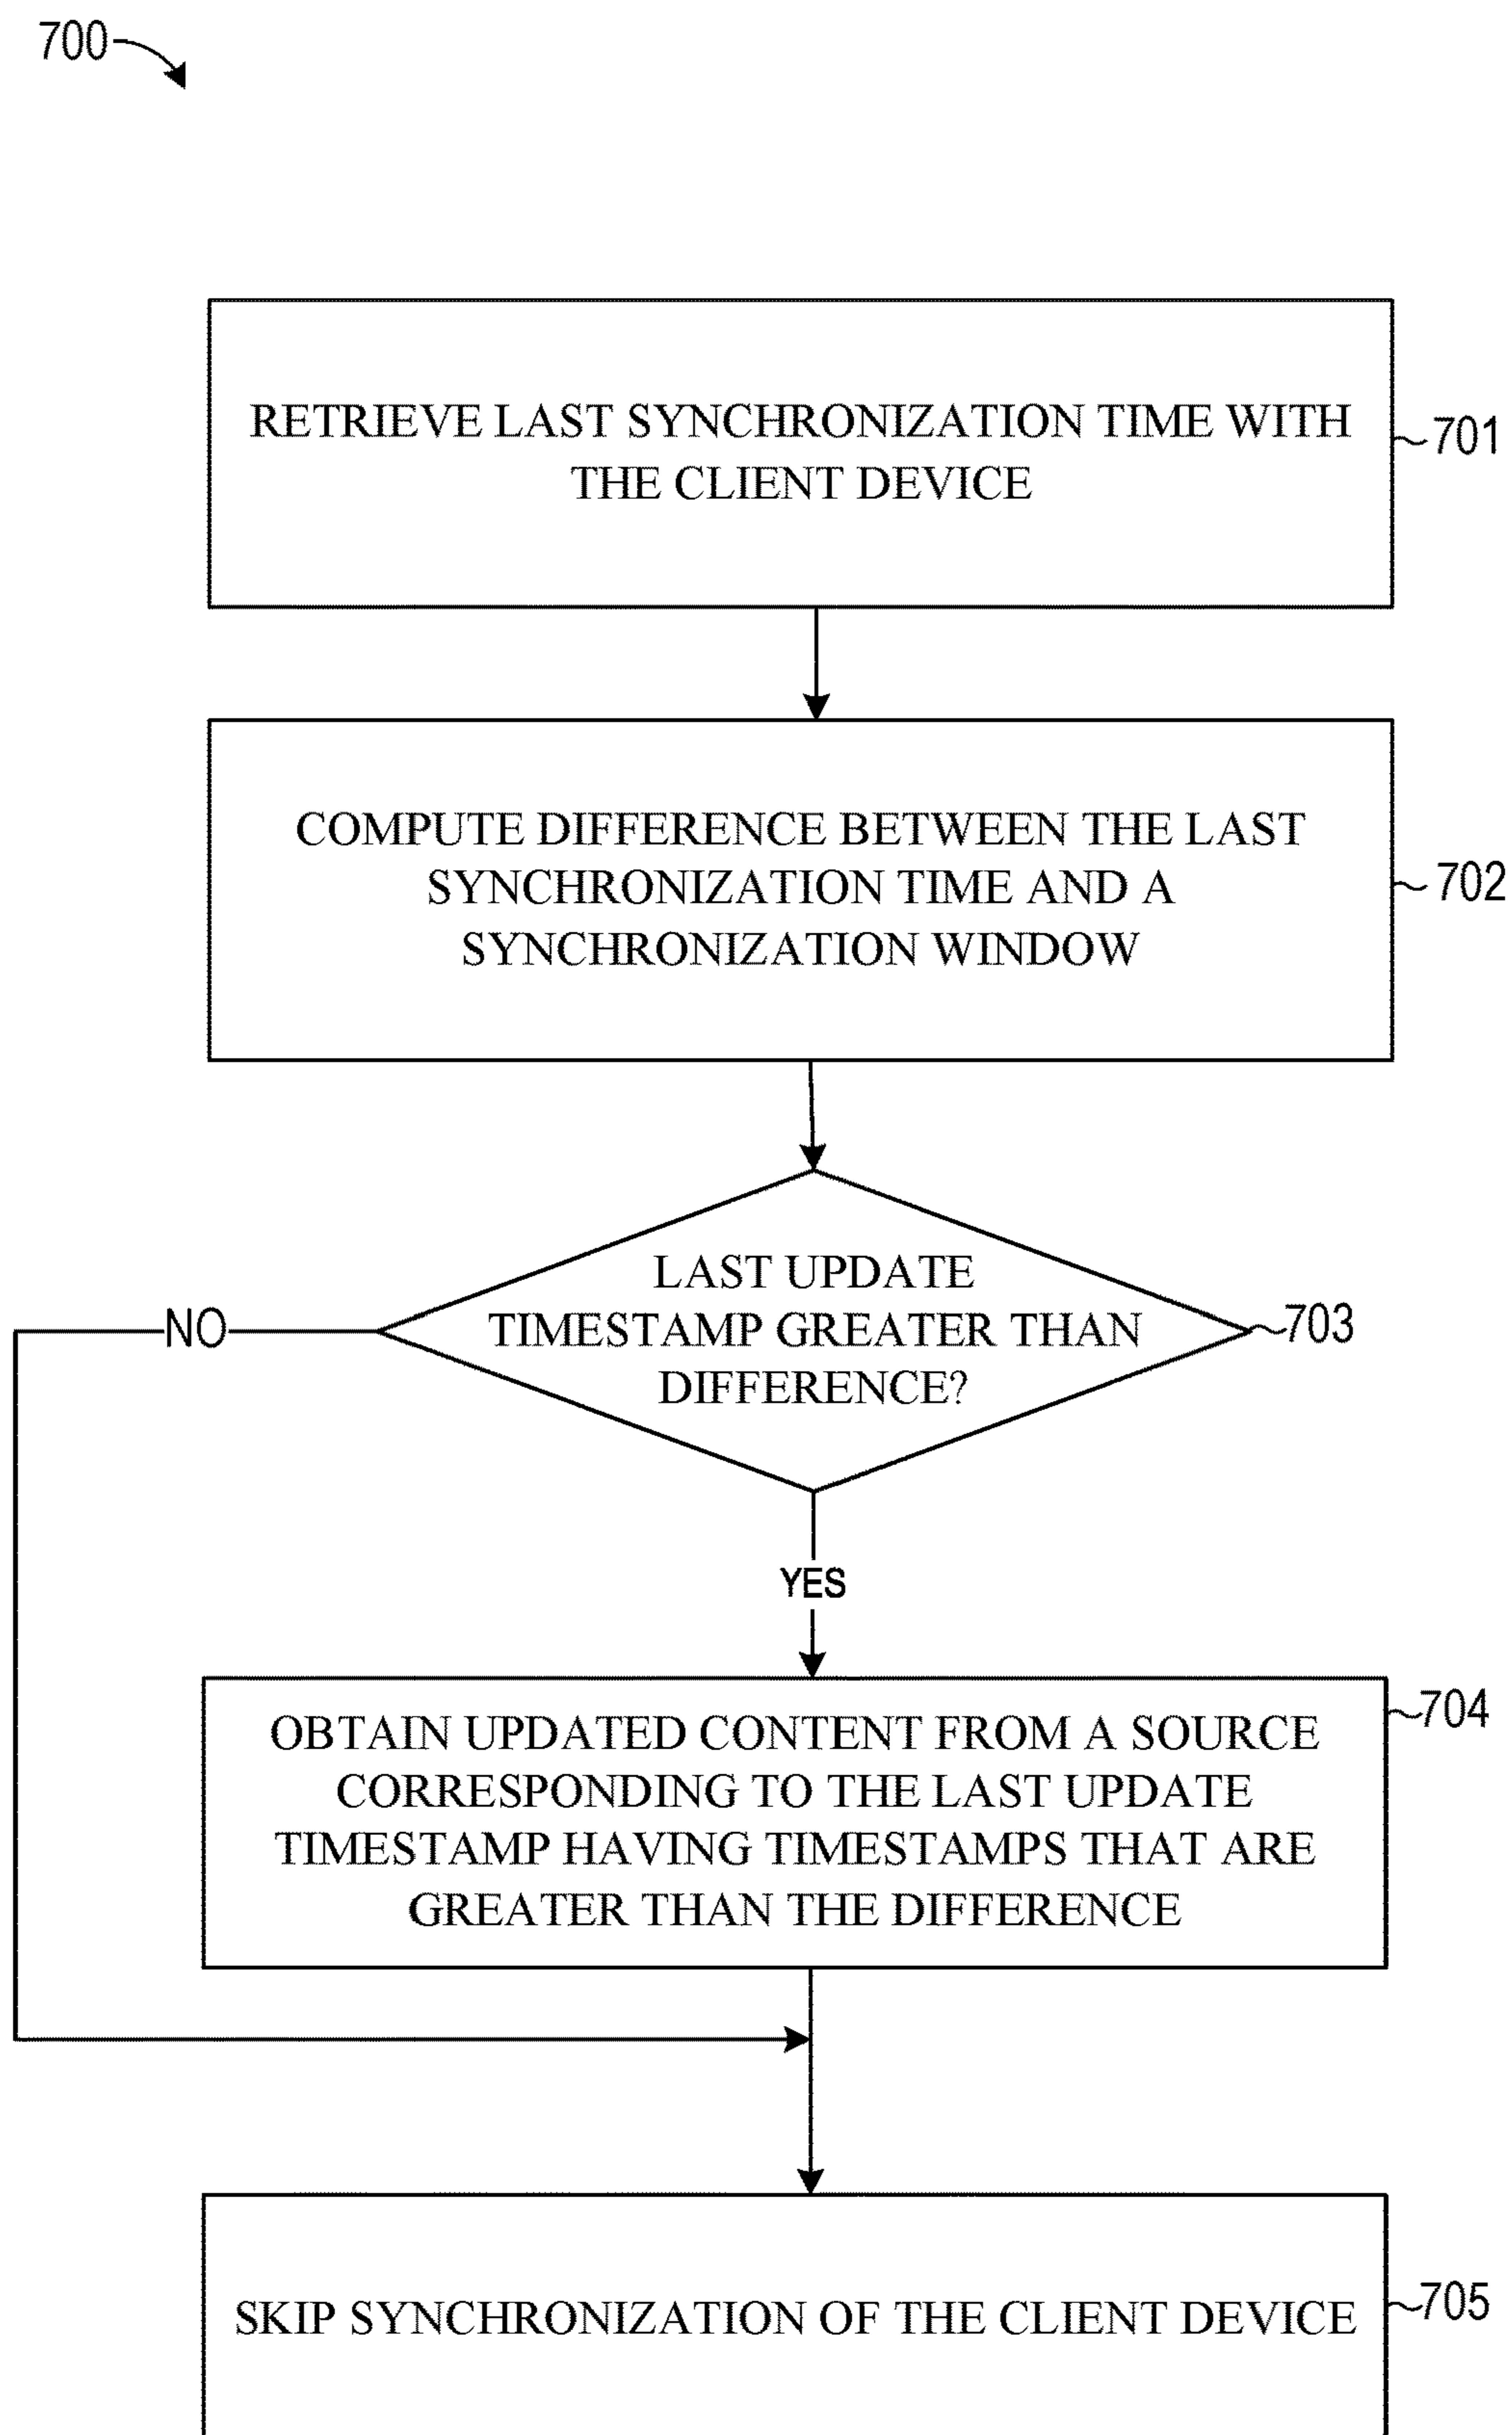 700
RETRIEVE LAST SYNCHRONIZATION TIME WITH
THE CLIENT DEVICE
701
COMPUTE DIFFERENCE BETWEEN THE LAST
SYNCHRONIZATION TIME AND A
SYNCHRONIZATION WINDOW
702
LAST UPDATE
TIMESTAMP GREATER THAN
DIFFERENCE?
703
NO
YES
OBTAIN UPDATED CONTENT FROM A SOURCE
CORRESPONDING TO THE LAST UPDATE
TIMESTAMP HAVING TIMESTAMPS THAT ARE
GREATER THAN THE DIFFERENCE
704
SKIP SYNCHRONIZATION OF THE CLIENT DEVICE
705